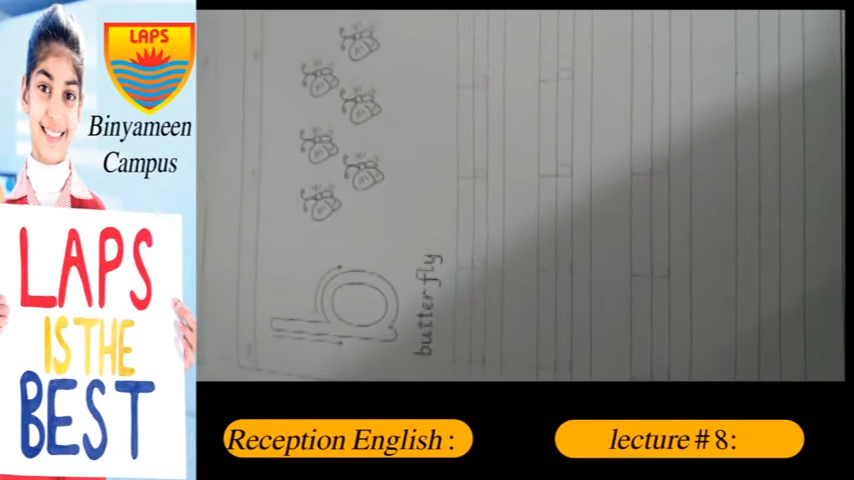 LAPS
Binyameen
Campus
LAPS
IS THE
BEST
b
butterfly
Reception English :
lecture # 8: